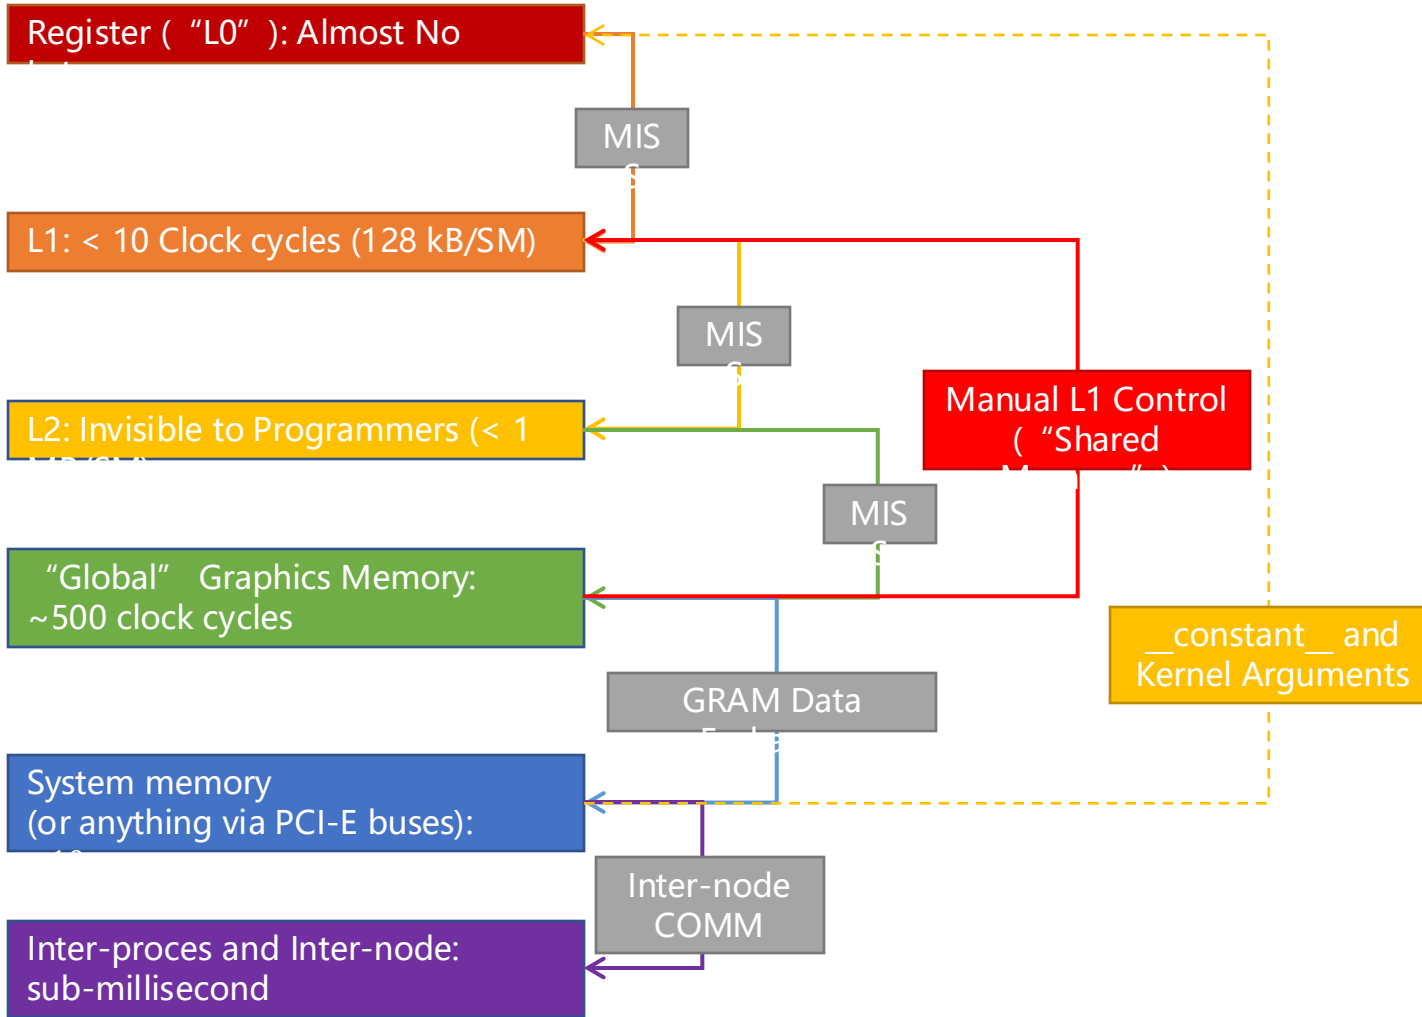 Register ( “L0” ): Almost No
MIS
S
L1: < 10 Clock cycles (128 kB/SM)
MIS
S
L2: Invisible to Programmers (< 1
Manual L1 Control
( “Shared
MIS
S
“Global” Graphics Memory:
~500 clock cycles
__constant__ and
Kernel Arguments
GRAM Data
System memory
(or anything via PCI-E buses):
Inter-node
COMM
Inter-proces and Inter-node:
sub-millisecond